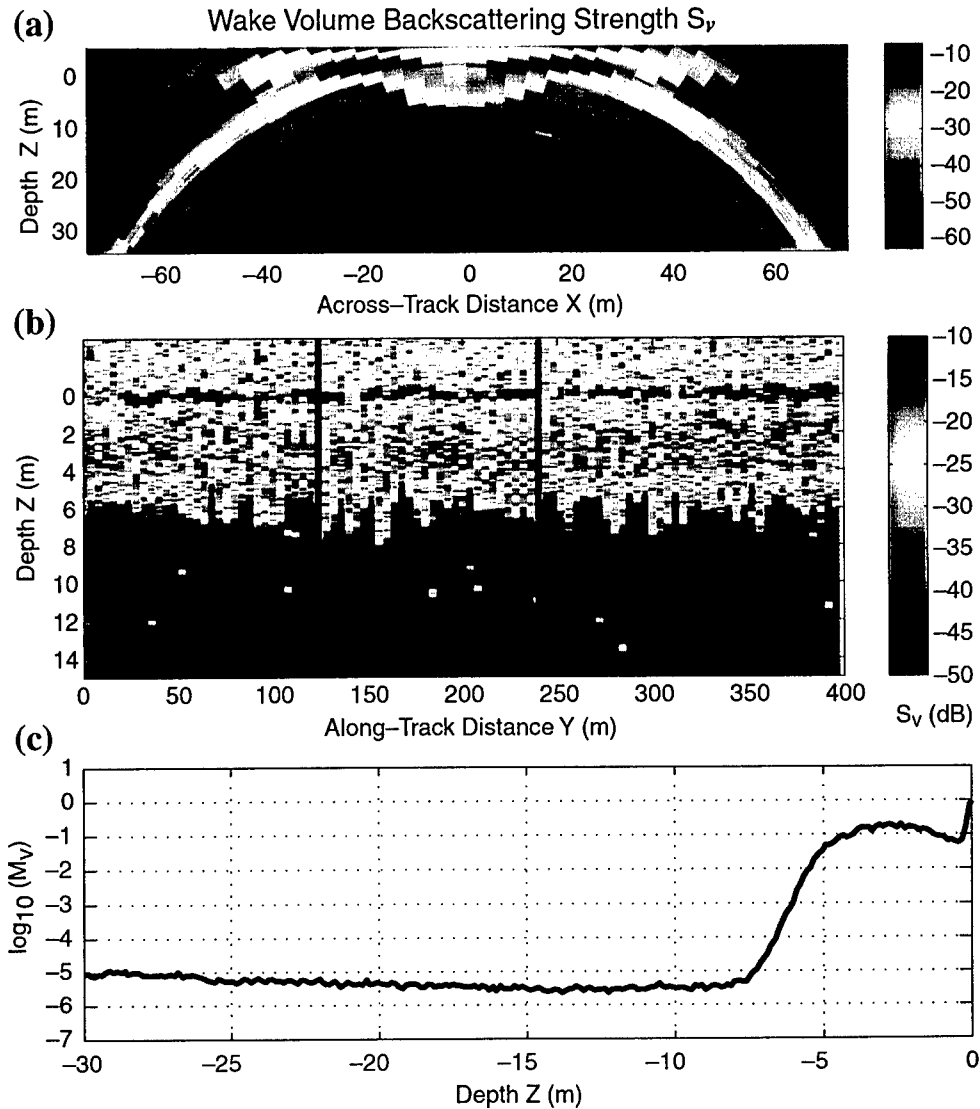 (a)
Wake Volume Backscattering Strength Sν
Depth Z (m)
0
10
20
30
−60 −40 −20 0 20 40 60
Across−Track Distance X (m)
−10
−20
−30
−40
−50
−60
(b)
Depth Z (m)
0
2
4
6
8
10
12
14
0 50 100 150 200 250 300 350 400
Along−Track Distance Y (m)
−10
−15
−20
−25
−30
−35
−40
−45
−50
Sv (dB)
(c)
log10 (Mv)
1
0
−1
−2
−3
−4
−5
−6
−7
−30 −25 −20 −15 −10 −5 0
Depth Z (m)